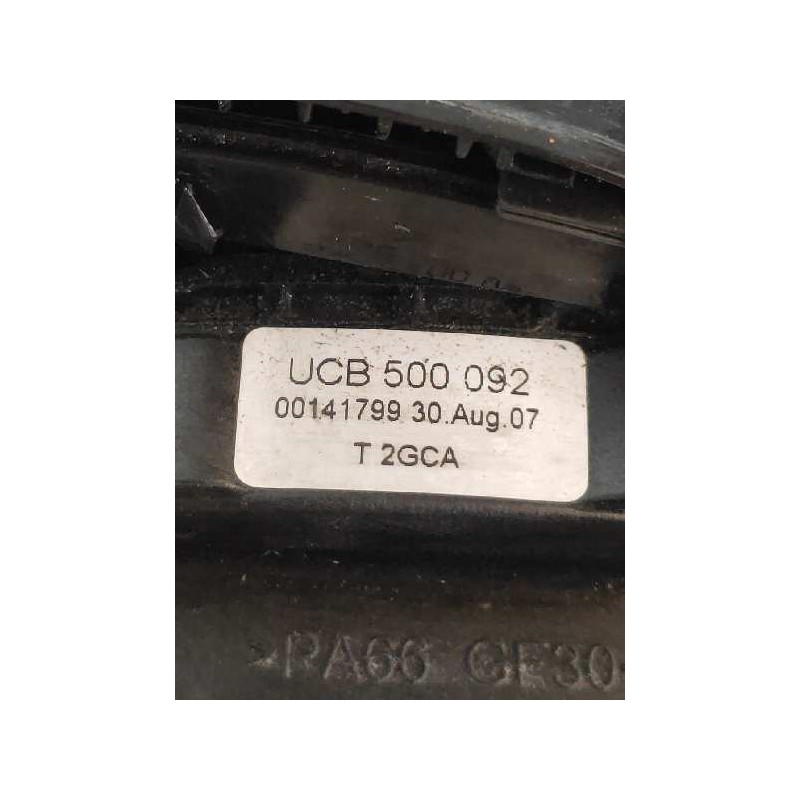 UCB 500 092
00141799 30.Aug.07
T 2GCA
>PA66 GF30